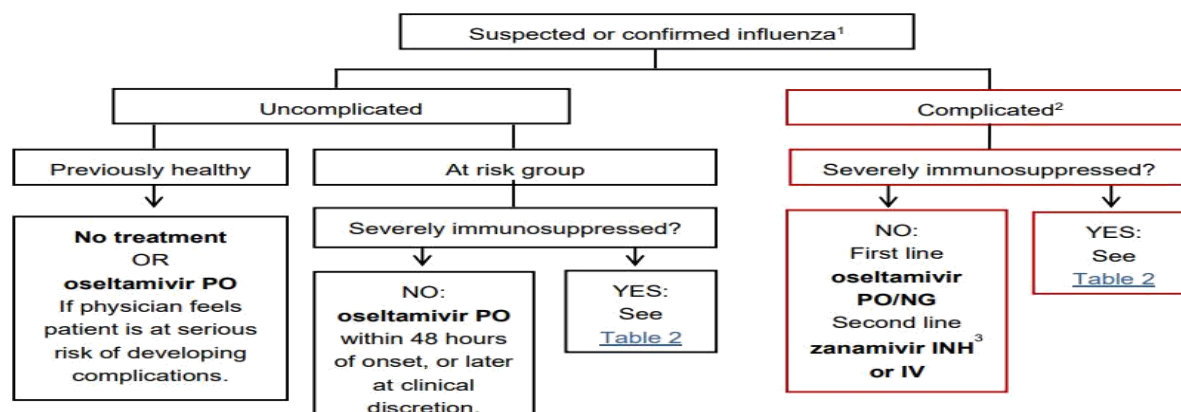 Suspected or confirmed influenza¹
Uncomplicated
Complicated²
Previously healthy
At risk group
Severely immunosuppressed?
No treatment
OR
oseltamivir PO
If physician feels
patient is at serious
risk of developing
complications.
Severely immunosuppressed?
NO:
oseltamivir PO
within 48 hours
of onset, or later
at clinical
discretion.
YES:
See
Table 2
NO:
First line
oseltamivir
PO/NG
Second line
zanamivir INH³
or IV
YES:
See
Table 2